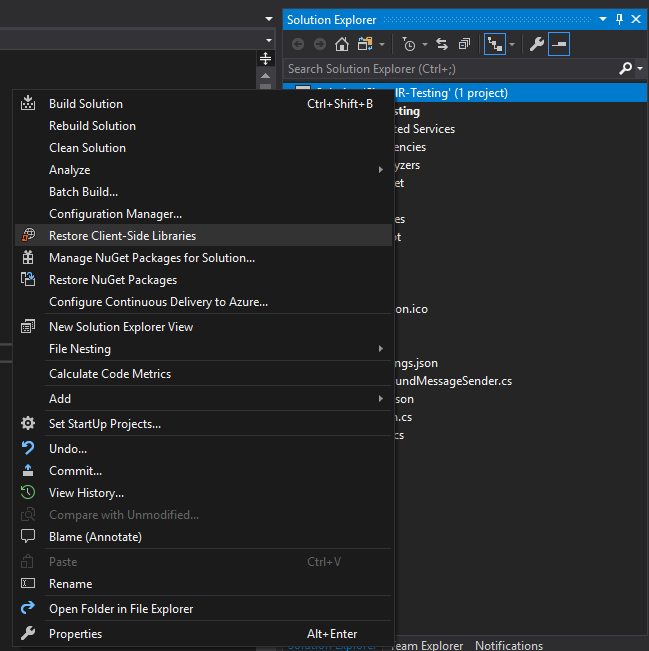 Solution Explorer
Search Solution Explorer (Ctrl+;)
R-Testing' (1 project)
Build Solution Ctrl+Shift+B
sting
Rebuild Solution
ed Services
Clean Solution
encies
Analyze
yzers
Batch Build...
et
Configuration Manager...
es
Restore Client-Side Libraries
t
Manage NuGet Packages for Solution...
Restore NuGet Packages
Configure Continuous Delivery to Azure...
on.ico
New Solution Explorer View
File Nesting
ngs.json
Calculate Code Metrics
undMessageSender.cs
Add
son
Set StartUp Projects...
n.cs
cs
Undo...
Commit...
View History...
Compare with Unmodified...
Blame (Annotate)
Paste Ctrl+V
Rename
Open Folder in File Explorer
Properties Alt+Enter
Solution Explorer Team Explorer Notifications